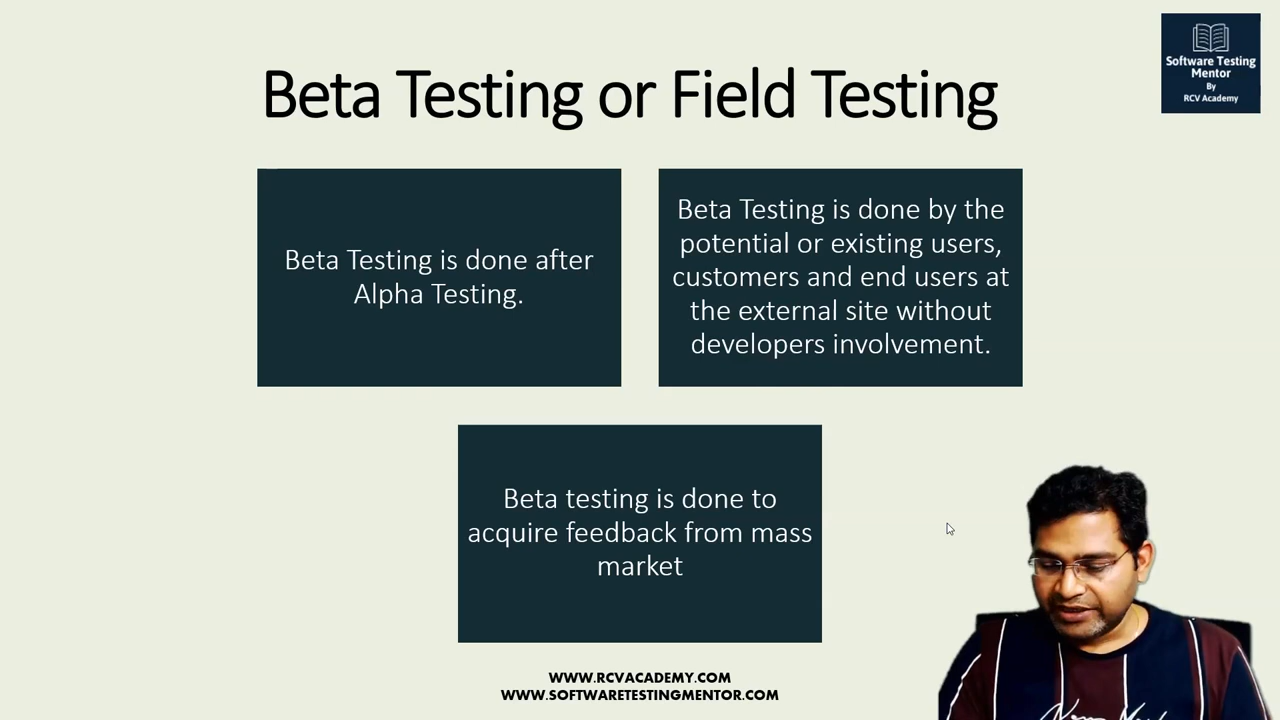 Software Testing
Mentor
By
RCV Academy
Beta Testing or Field Testing
Beta Testing is done after
Alpha Testing.
Beta Testing is done by the
potential or existing users,
customers and end users at
the external site without
developers involvement.
Beta testing is done to
acquire feedback from mass
market
WWW.RCVACADEMY.COM
WWW.SOFTWARETESTINGMENTOR.COM